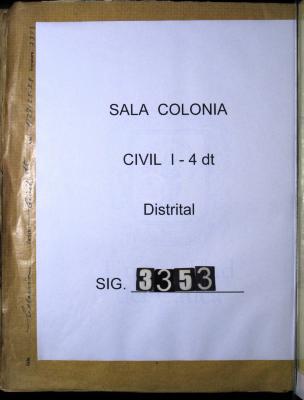 SALA COLONIA
CIVIL I - 4 dt
Distrital
SIG. 3353